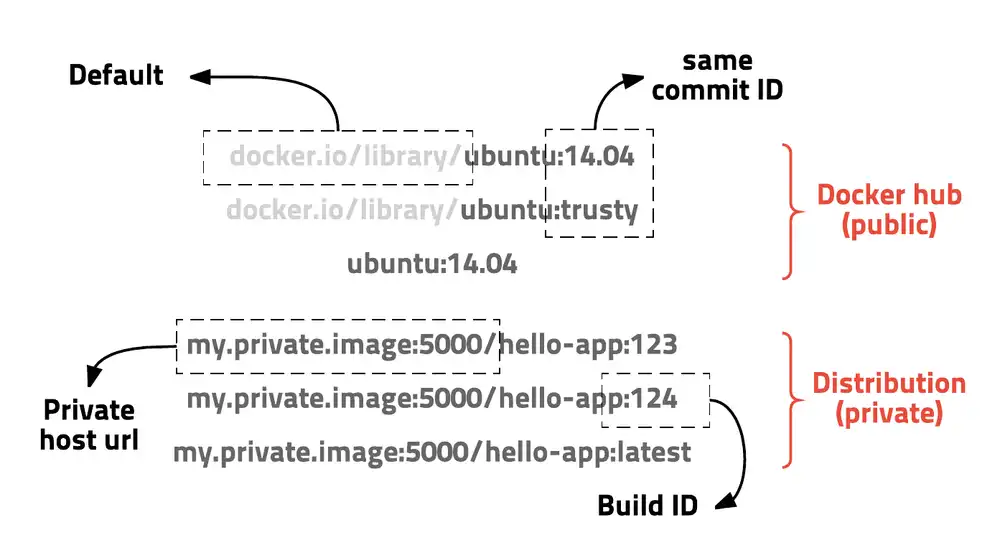 Default
same
commit ID
docker.io/library/ubuntu:14.04
docker.io/library/ubuntu:trusty
ubuntu:14.04
Docker hub
(public)
my.private.image:5000/hello-app:123
my.private.image:5000/hello-app:124
my.private.image:5000/hello-app:latest
Distribution
(private)
Private
host url
Build ID